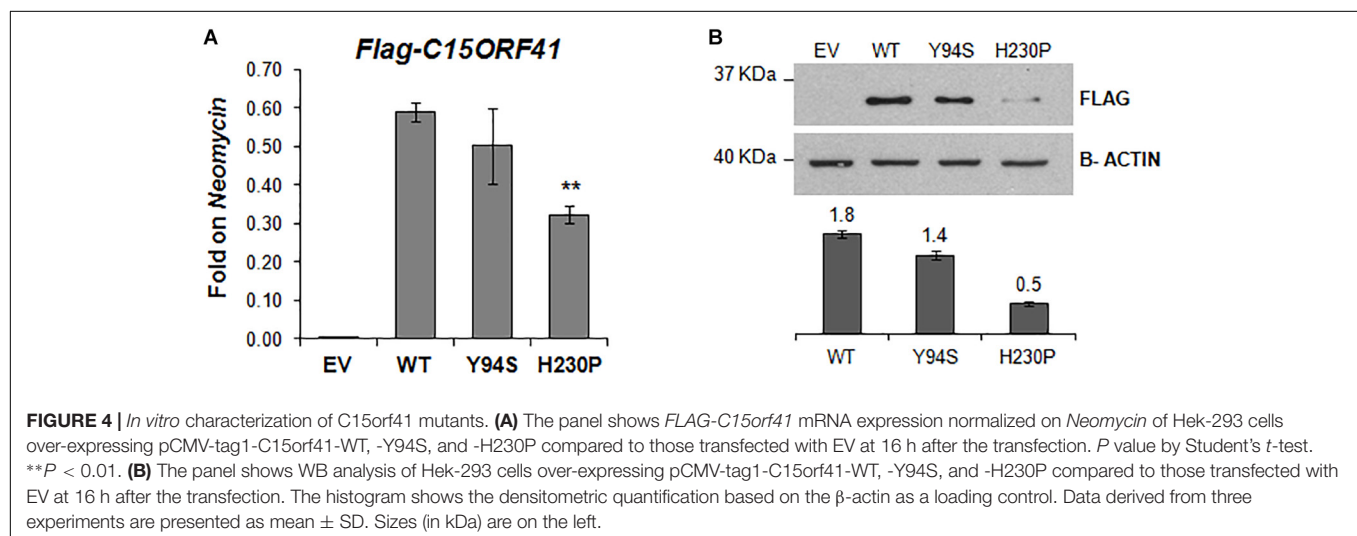 A
Flag-C15ORF41
Fold on Neomycin
0.70
0.60
0.50
0.40
0.30
0.20
0.10
0.00
**
EV WT Y94S H230P
B
EV WT Y94S H230P
37 KDa
FLAG
40 KDa
B- ACTIN
1.8
1.4
0.5
WT Y94S H230P
FIGURE 4 | In vitro characterization of C15orf41 mutants. (A) The panel shows FLAG-C15orf41 mRNA expression normalized on Neomycin of Hek-293 cells
over-expressing pCMV-tag1-C15orf41-WT, -Y94S, and -H230P compared to those transfected with EV at 16 h after the transfection. P value by Student's t-test.
**P < 0.01. (B) The panel shows WB analysis of Hek-293 cells over-expressing pCMV-tag1-C15orf41-WT, -Y94S, and -H230P compared to those transfected with
EV at 16 h after the transfection. The histogram shows the densitometric quantification based on the β-actin as a loading control. Data derived from three
experiments are presented as mean ± SD. Sizes (in kDa) are on the left.